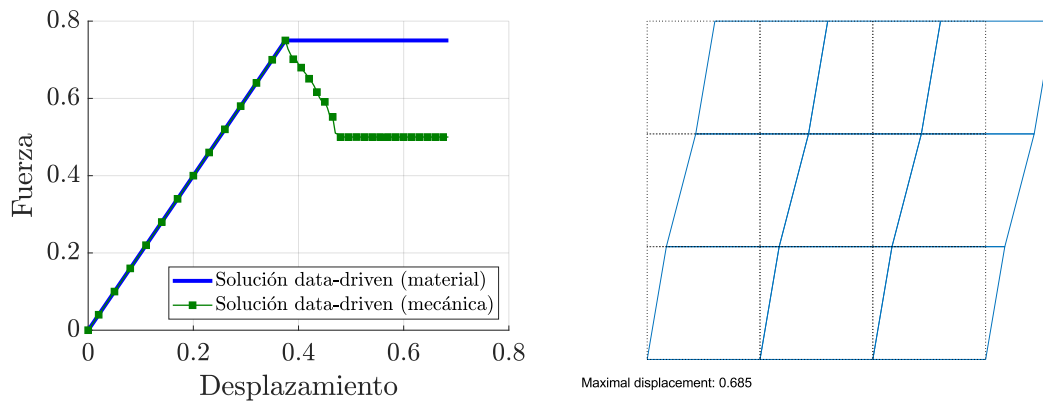 0.8
0.6
0.4
0.2
0
Fuerza
Solución data-driven (material)
Solución data-driven (mecánica)
0 0.2 0.4 0.6 0.8
Desplazamiento
Maximal displacement: 0.685